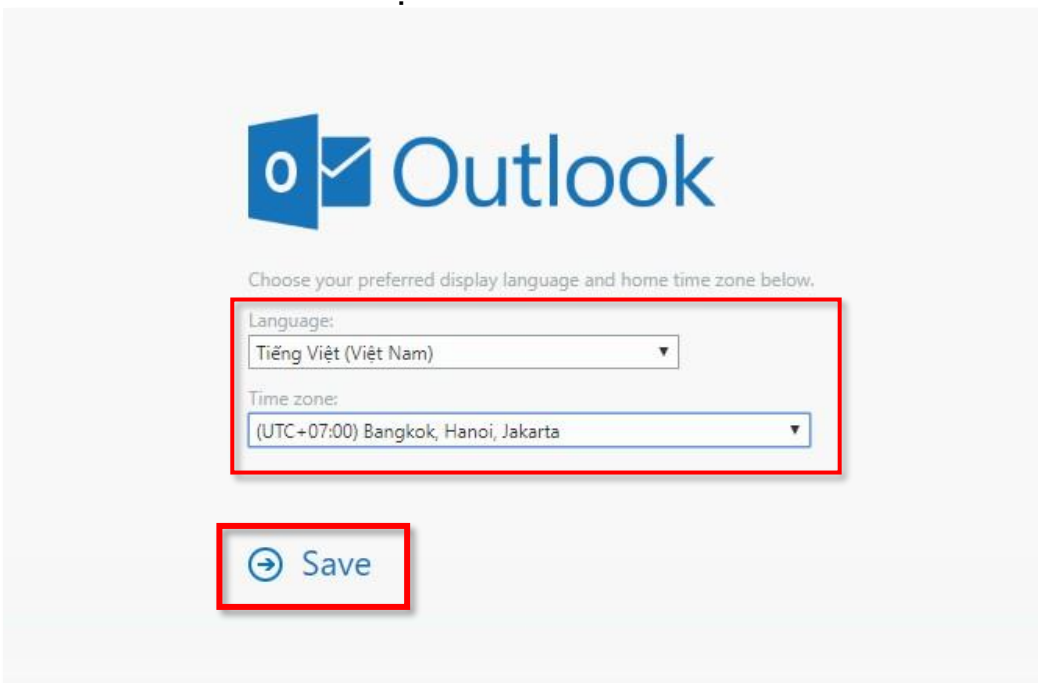 Outlook
Choose your preferred display language and home time zone below.
Language:
Tiếng Việt (Việt Nam)
Time zone:
(UTC+07:00) Bangkok, Hanoi, Jakarta
Save